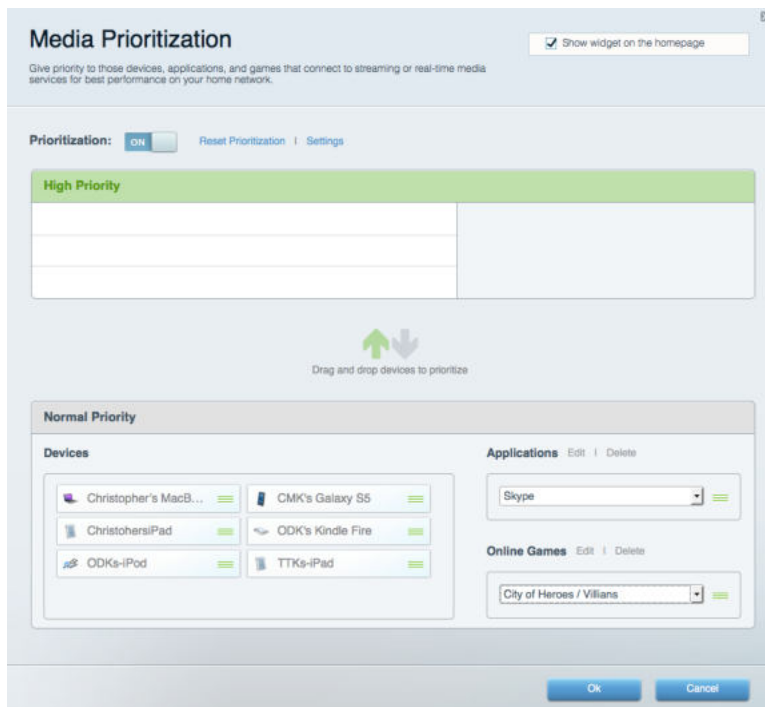 Media Prioritization
Show widget on the homepage
Give priority to those devices, applications, and games that connect to streaming or real-time media
services for best performance on your home network.
Prioritization: ON Reset Prioritization | Settings
High Priority
Drag and drop devices to prioritize
Normal Priority
Devices
Christopher's MacB...
CMK's Galaxy S5
ChristohersiPad
ODK's Kindle Fire
ODKs-iPod
TTKs-iPad
Applications Edit | Delete
Skype
Online Games Edit | Delete
City of Heroes / Villians
Ok
Cancel